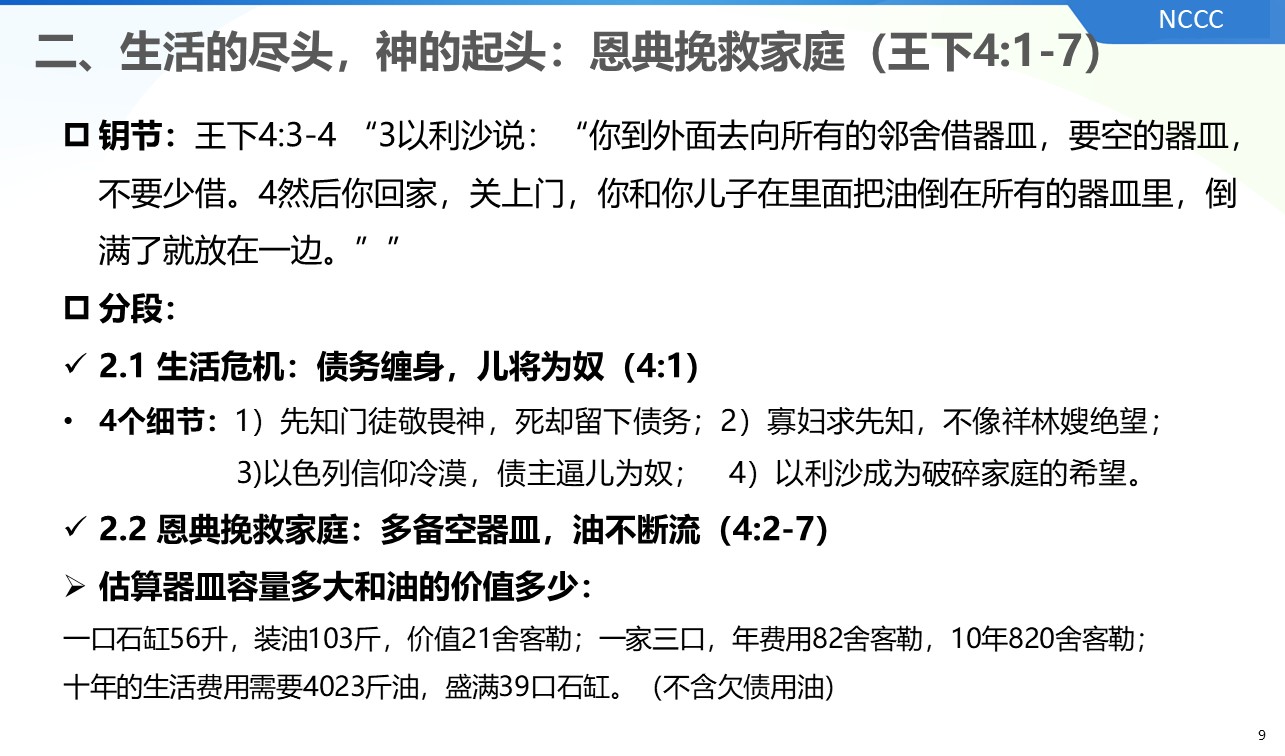 NCCC
二、生活的尽头，神的起头：恩典挽救家庭（王下4:1-7）
钥节：王下4:3-4 “3以利沙说：“你到外面去向所有的邻舍借器皿，要空的器皿，
不要少借。4然后你回家，关上门，你和你儿子在里面把油倒在所有的器皿里，倒
满了就放在一边。””
分段：
✓ 2.1 生活危机：债务缠身，儿将为奴（4:1）
• 4个细节：1）先知门徒敬畏神，死却留下债务；2）寡妇求先知，不像祥林嫂绝望；
3)以色列信仰冷漠，债主逼儿为奴； 4）以利沙成为破碎家庭的希望。
✓ 2.2 恩典挽救家庭：多备空器皿，油不断流（4:2-7）
➢ 估算器皿容量多大和油的价值多少：
一口石缸56升，装油103斤，价值21舍客勒；一家三口，年费用82舍客勒，10年820舍客勒；
十年的生活费用需要4023斤油，盛满39口石缸。（不含欠债用油）
9